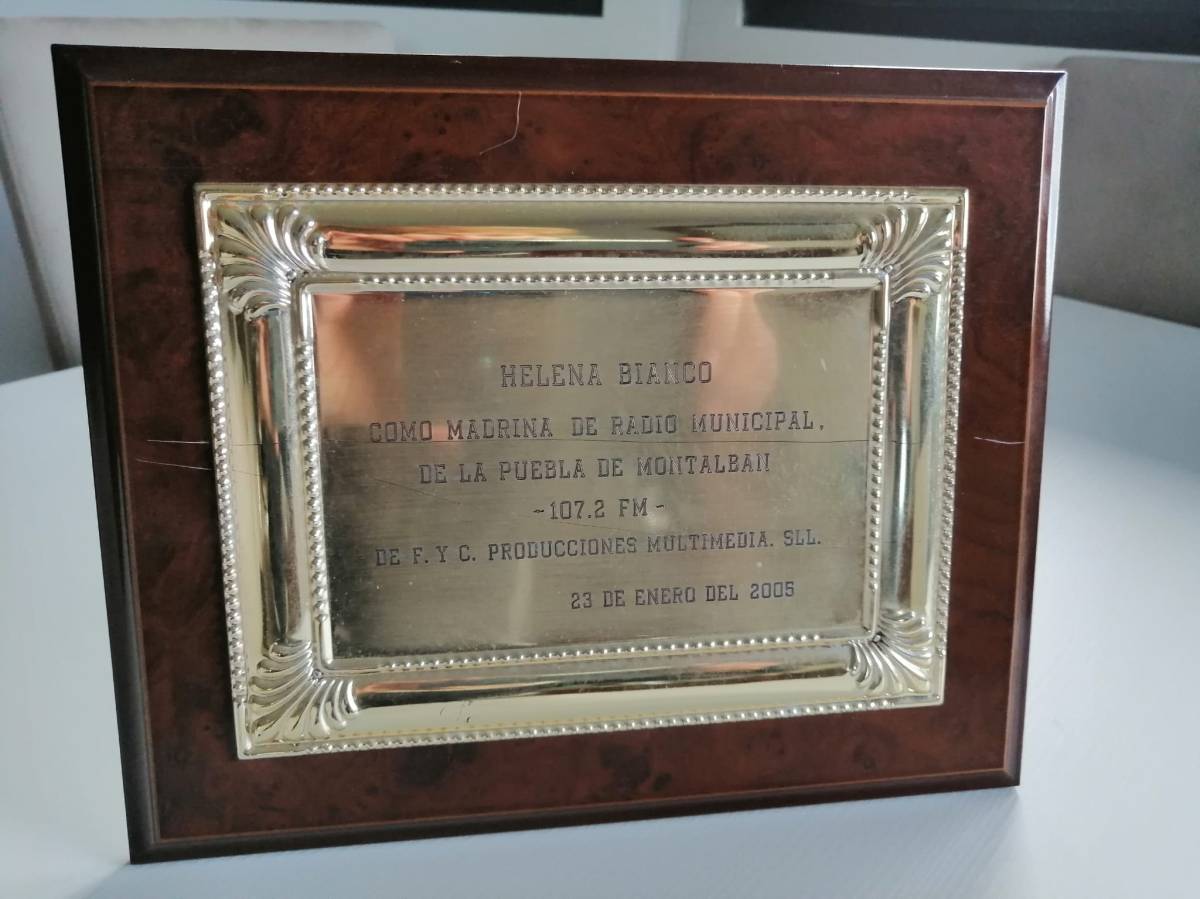 HELENA BIANCO
COMO MADRINA DE RADIO MUNICIPAL,
DE LA PUEBLA DE MONTALBAN
-107.2 FM-
DE F. Y C. PRODUCCIONES MULTIMEDIA. SLL.
23 DE ENERO DEL 2005